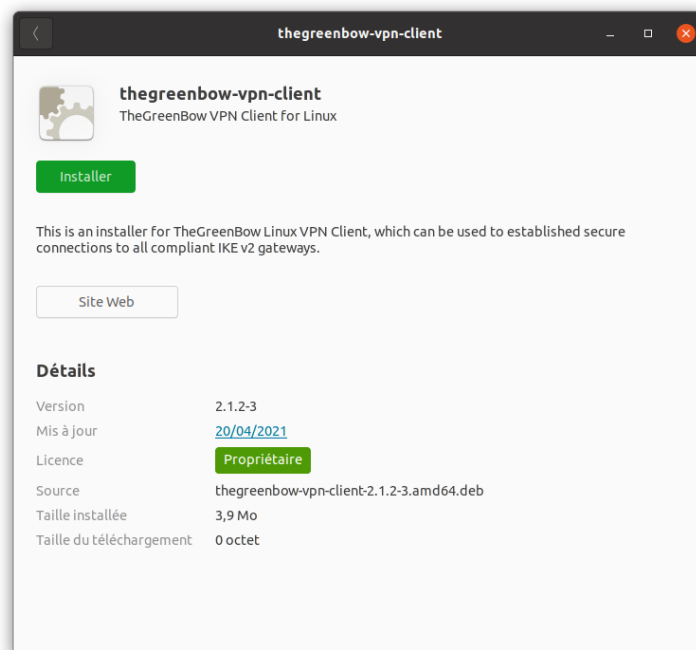 thegreenbow-vpn-client
thegreenbow-vpn-client
TheGreenBow VPN Client for Linux
Installer
This is an installer for TheGreenBow Linux VPN Client, which can be used to established secure
connections to all compliant IKE v2 gateways.
Site Web
Détails
Version 2.1.2-3
Mis à jour 20/04/2021
Licence Propriétaire
Source thegreenbow-vpn-client-2.1.2-3.amd64.deb
Taille installée 3,9 Mo
Taille du téléchargement 0 octet